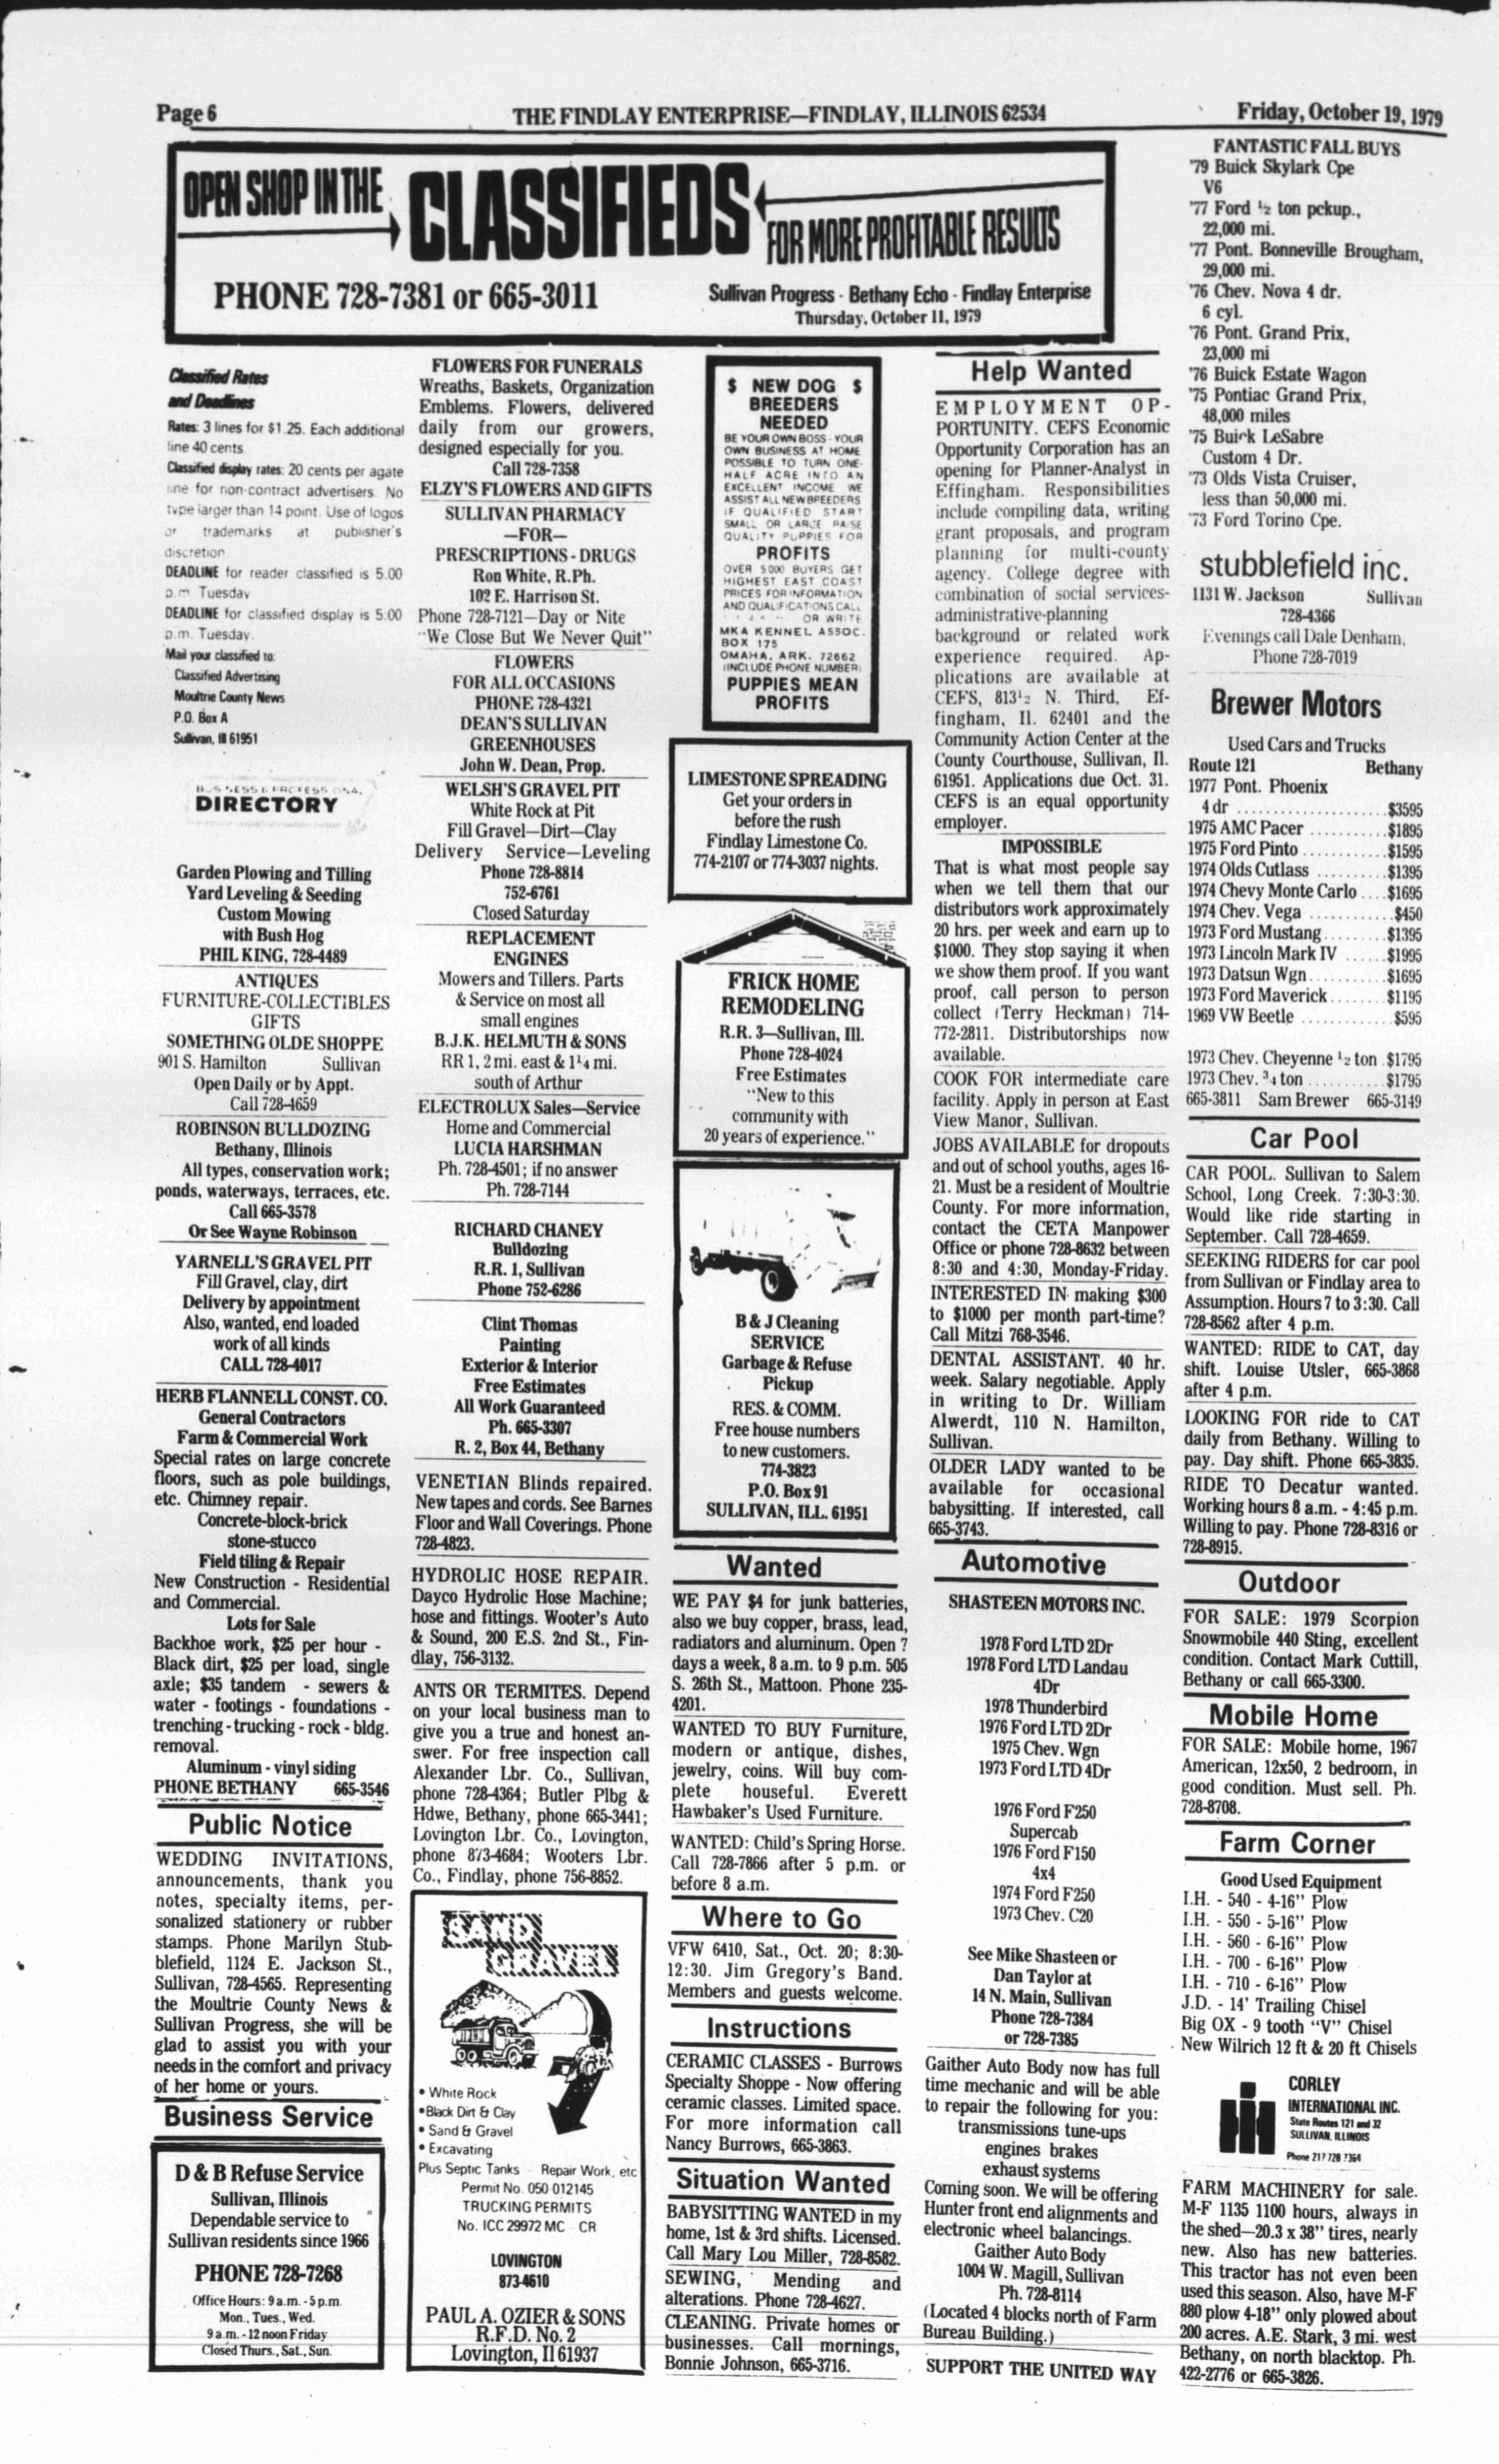 Page 6
THE FINDLAY ENTERPRISE—FINDLAY, ILLINOIS 62534
Friday, October 19, 1979
OPEN SHOP IN THE
CLASSIFIEDS
FOR MORE PROFITABLE RESULTS
PHONE 728-7381 or 665-3011
Sullivan Progress - Bethany Echo - Findlay Enterprise
Thursday, October 11, 1979
Classified Rates
and Deadlines
Rates: 3 lines for $1.25. Each additional
line 40 cents.
Classified display rates: 20 cents per agate
line for non-contract advertisers. No
type larger than 14 point. Use of logos
or trademarks at publisher's
discretion.
DEADLINE for reader classified is 5:00
p.m. Tuesday
DEADLINE for classified display is 5:00
p.m. Tuesday.
Mail your classified to:
Classified Advertising
Moultrie County News
P.O. Box A
Sullivan, Ill 61951
BUSINESS & PROFESSIONAL
DIRECTORY
Garden Plowing and Tilling
Yard Leveling & Seeding
Custom Mowing
with Bush Hog
PHIL KING, 728-4489
ANTIQUES
FURNITURE-COLLECTIBLES
GIFTS
SOMETHING OLDE SHOPPE
901 S. Hamilton Sullivan
Open Daily or by Appt.
Call 728-4659
ROBINSON BULLDOZING
Bethany, Illinois
All types, conservation work;
ponds, waterways, terraces, etc.
Call 665-3578
Or See Wayne Robinson
YARNELL'S GRAVEL PIT
Fill Gravel, clay, dirt
Delivery by appointment
Also, wanted, end loaded
work of all kinds
CALL 728-4017
HERB FLANNELL CONST. CO.
General Contractors
Farm & Commercial Work
Special rates on large concrete
floors, such as pole buildings,
etc. Chimney repair.
Concrete-block-brick
stone-stucco
Field tiling & Repair
New Construction - Residential
and Commercial.
Lots for Sale
Backhoe work, $25 per hour -
Black dirt, $25 per load, single
axle; $35 tandem - sewers &
water - footings - foundations -
trenching - trucking - rock - bldg.
removal.
Aluminum - vinyl siding
PHONE BETHANY 665-3546
Public Notice
WEDDING INVITATIONS,
announcements, thank you
notes, specialty items, per-
sonalized stationery or rubber
stamps. Phone Marilyn Stub-
blefield, 1124 E. Jackson St.,
Sullivan, 728-4565. Representing
the Moultrie County News &
Sullivan Progress, she will be
glad to assist you with your
needs in the comfort and privacy
of her home or yours.
Business Service
D & B Refuse Service
Sullivan, Illinois
Dependable service to
Sullivan residents since 1966
PHONE 728-7268
Office Hours: 9 a.m. - 5 p.m.
Mon., Tues., Wed.
9 a.m. - 12 noon Friday
Closed Thurs., Sat., Sun.
FLOWERS FOR FUNERALS
Wreaths, Baskets, Organization
Emblems. Flowers, delivered
daily from our growers,
designed especially for you.
Call 728-7358
ELZY'S FLOWERS AND GIFTS
SULLIVAN PHARMACY
—FOR—
PRESCRIPTIONS - DRUGS
Ron White, R.Ph.
102 E. Harrison St.
Phone 728-7121—Day or Nite
"We Close But We Never Quit"
FLOWERS
FOR ALL OCCASIONS
PHONE 728-4321
DEAN'S SULLIVAN
GREENHOUSES
John W. Dean, Prop.
WELSH'S GRAVEL PIT
White Rock at Pit
Fill Gravel—Dirt—Clay
Delivery Service—Leveling
Phone 728-8814
752-6761
Closed Saturday
REPLACEMENT
ENGINES
Mowers and Tillers. Parts
& Service on most all
small engines
B.J.K. HELMUTH & SONS
RR 1, 2 mi. east & 1¼ mi.
south of Arthur
ELECTROLUX Sales—Service
Home and Commercial
LUCIA HARSHMAN
Ph. 728-4501; if no answer
Ph. 728-7144
RICHARD CHANEY
Bulldozing
R.R. 1, Sullivan
Phone 752-6286
Clint Thomas
Painting
Exterior & Interior
Free Estimates
All Work Guaranteed
Ph. 665-3307
R. 2, Box 44, Bethany
VENETIAN Blinds repaired.
New tapes and cords. See Barnes
Floor and Wall Coverings. Phone
728-4823.
HYDROLIC HOSE REPAIR.
Dayco Hydrolic Hose Machine;
hose and fittings. Wooter's Auto
& Sound, 200 E.S. 2nd St., Fin-
dlay, 756-3132.
ANTS OR TERMITES. Depend
on your local business man to
give you a true and honest an-
swer. For free inspection call
Alexander Lbr. Co., Sullivan,
phone 728-4364; Butler Plbg &
Hdwe, Bethany, phone 665-3441;
Lovington Lbr. Co., Lovington,
phone 873-4684; Wooters Lbr.
Co., Findlay, phone 756-8852.
SAND
GRAVEL
• White Rock
• Black Dirt & Clay
• Sand & Gravel
• Excavating
Plus Septic Tanks - Repair Work, etc
Permit No. 050-012145
TRUCKING PERMITS
No. ICC 29972 MC CR
LOVINGTON
873-4610
PAUL A. OZIER & SONS
R.F.D. No. 2
Lovington, Il 61937
$ NEW DOG $
BREEDERS
NEEDED
BE YOUR OWN BOSS - YOUR
OWN BUSINESS AT HOME
POSSIBLE TO TURN ONE-
HALF ACRE INTO AN
EXCELLENT INCOME WE
ASSIST ALL NEW BREEDERS
IF QUALIFIED START
SMALL OR LARGE RAISE
QUALITY PUPPIES FOR
PROFITS
OVER 5,000 BUYERS GET
HIGHEST EAST COAST
PRICES FOR INFORMATION
AND QUALIFICATIONS CALL
OR WRITE
MKA KENNEL ASSOC.
BOX 175
OMAHA, ARK. 72662
(INCLUDE PHONE NUMBER)
PUPPIES MEAN
PROFITS
LIMESTONE SPREADING
Get your orders in
before the rush
Findlay Limestone Co.
774-2107 or 774-3037 nights.
FRICK HOME
REMODELING
R.R. 3—Sullivan, Ill.
Phone 728-4024
Free Estimates
"New to this
community with
20 years of experience."
B & J Cleaning
SERVICE
Garbage & Refuse
Pickup
RES. & COMM.
Free house numbers
to new customers.
774-3823
P.O. Box 91
SULLIVAN, ILL. 61951
Wanted
WE PAY $4 for junk batteries,
also we buy copper, brass, lead,
radiators and aluminum. Open 7
days a week, 8 a.m. to 9 p.m. 505
S. 26th St., Mattoon. Phone 235-
4201.
WANTED TO BUY Furniture,
modern or antique, dishes,
jewelry, coins. Will buy com-
plete houseful. Everett
Hawbaker's Used Furniture.
WANTED: Child's Spring Horse.
Call 728-7866 after 5 p.m. or
before 8 a.m.
Where to Go
VFW 6410, Sat., Oct. 20; 8:30-
12:30. Jim Gregory's Band.
Members and guests welcome.
Instructions
CERAMIC CLASSES - Burrows
Specialty Shoppe - Now offering
ceramic classes. Limited space.
For more information call
Nancy Burrows, 665-3863.
Situation Wanted
BABYSITTING WANTED in my
home, 1st & 3rd shifts. Licensed.
Call Mary Lou Miller, 728-8582.
SEWING, Mending and
alterations. Phone 728-4627.
CLEANING. Private homes or
businesses. Call mornings,
Bonnie Johnson, 665-3716.
Help Wanted
EMPLOYMENT OP-
PORTUNITY. CEFS Economic
Opportunity Corporation has an
opening for Planner-Analyst in
Effingham. Responsibilities
include compiling data, writing
grant proposals, and program
planning for multi-county
agency. College degree with
combination of social services-
administrative-planning
background or related work
experience required. Ap-
plications are available at
CEFS, 813½ N. Third, Ef-
fingham, Il. 62401 and the
Community Action Center at the
County Courthouse, Sullivan, Il.
61951. Applications due Oct. 31.
CEFS is an equal opportunity
employer.
IMPOSSIBLE
That is what most people say
when we tell them that our
distributors work approximately
20 hrs. per week and earn up to
$1000. They stop saying it when
we show them proof. If you want
proof, call person to person
collect (Terry Heckman) 714-
772-2811. Distributorships now
available.
COOK FOR intermediate care
facility. Apply in person at East
View Manor, Sullivan.
JOBS AVAILABLE for dropouts
and out of school youths, ages 16-
21. Must be a resident of Moultrie
County. For more information,
contact the CETA Manpower
Office or phone 728-8632 between
8:30 and 4:30, Monday-Friday.
INTERESTED IN making $300
to $1000 per month part-time?
Call Mitzi 768-3546.
DENTAL ASSISTANT. 40 hr.
week. Salary negotiable. Apply
in writing to Dr. William
Alwerdt, 110 N. Hamilton,
Sullivan.
OLDER LADY wanted to be
available for occasional
babysitting. If interested, call
665-3743.
Automotive
SHASTEEN MOTORS INC.
1978 Ford LTD 2Dr
1978 Ford LTD Landau
4Dr
1978 Thunderbird
1976 Ford LTD 2Dr
1975 Chev. Wgn
1973 Ford LTD 4Dr
1976 Ford F250
Supercab
1976 Ford F150
4x4
1974 Ford F250
1973 Chev. C20
See Mike Shasteen or
Dan Taylor at
14 N. Main, Sullivan
Phone 728-7384
or 728-7385
Gaither Auto Body now has full
time mechanic and will be able
to repair the following for you:
transmissions tune-ups
engines brakes
exhaust systems
Coming soon. We will be offering
Hunter front end alignments and
electronic wheel balancings.
Gaither Auto Body
1004 W. Magill, Sullivan
Ph. 728-8114
(Located 4 blocks north of Farm
Bureau Building.)
SUPPORT THE UNITED WAY
FANTASTIC FALL BUYS
'79 Buick Skylark Cpe
V6
'77 Ford ½ ton pckup.,
22,000 mi.
'77 Pont. Bonneville Brougham,
29,000 mi.
'76 Chev. Nova 4 dr.
6 cyl.
'76 Pont. Grand Prix,
23,000 mi
'76 Buick Estate Wagon
'75 Pontiac Grand Prix,
48,000 miles
'75 Buick LeSabre
Custom 4 Dr.
'73 Olds Vista Cruiser,
less than 50,000 mi.
'73 Ford Torino Cpe.
stubblefield inc.
1131 W. Jackson Sullivan
728-4366
Evenings call Dale Denham,
Phone 728-7019
Brewer Motors
Used Cars and Trucks
Route 121 Bethany
1977 Pont. Phoenix
4 dr ..... $3595
1975 AMC Pacer ..... $1895
1975 Ford Pinto ..... $1595
1974 Olds Cutlass ..... $1395
1974 Chevy Monte Carlo .... $1695
1974 Chev. Vega ..... $450
1973 Ford Mustang ..... $1395
1973 Lincoln Mark IV ..... $1995
1973 Datsun Wgn ..... $1695
1973 Ford Maverick ..... $1195
1969 VW Beetle ..... $595
1973 Chev. Cheyenne ½ ton . $1795
1973 Chev. ¾ ton ..... $1795
665-3811 Sam Brewer 665-3149
Car Pool
CAR POOL. Sullivan to Salem
School, Long Creek. 7:30-3:30.
Would like ride starting in
September. Call 728-4659.
SEEKING RIDERS for car pool
from Sullivan or Findlay area to
Assumption. Hours 7 to 3:30. Call
728-8562 after 4 p.m.
WANTED: RIDE to CAT, day
shift. Louise Utsler, 665-3868
after 4 p.m.
LOOKING FOR ride to CAT
daily from Bethany. Willing to
pay. Day shift. Phone 665-3835.
RIDE TO Decatur wanted.
Working hours 8 a.m. - 4:45 p.m.
Willing to pay. Phone 728-8316 or
728-8915.
Outdoor
FOR SALE: 1979 Scorpion
Snowmobile 440 Sting, excellent
condition. Contact Mark Cuttill,
Bethany or call 665-3300.
Mobile Home
FOR SALE: Mobile home, 1967
American, 12x50, 2 bedroom, in
good condition. Must sell. Ph.
728-8708.
Farm Corner
Good Used Equipment
I.H. - 540 - 4-16" Plow
I.H. - 550 - 5-16" Plow
I.H. - 560 - 6-16" Plow
I.H. - 700 - 6-16" Plow
I.H. - 710 - 6-16" Plow
J.D. - 14' Trailing Chisel
Big OX - 9 tooth "V" Chisel
New Wilrich 12 ft & 20 ft Chisels
CORLEY
INTERNATIONAL INC.
State Routes 121 and 32
SULLIVAN, ILLINOIS
Phone 217 728 7364
FARM MACHINERY for sale.
M-F 1135 1100 hours, always in
the shed—20.3 x 38" tires, nearly
new. Also has new batteries.
This tractor has not even been
used this season. Also, have M-F
880 plow 4-18" only plowed about
200 acres. A.E. Stark, 3 mi. west
Bethany, on north blacktop. Ph.
422-2776 or 665-3826.